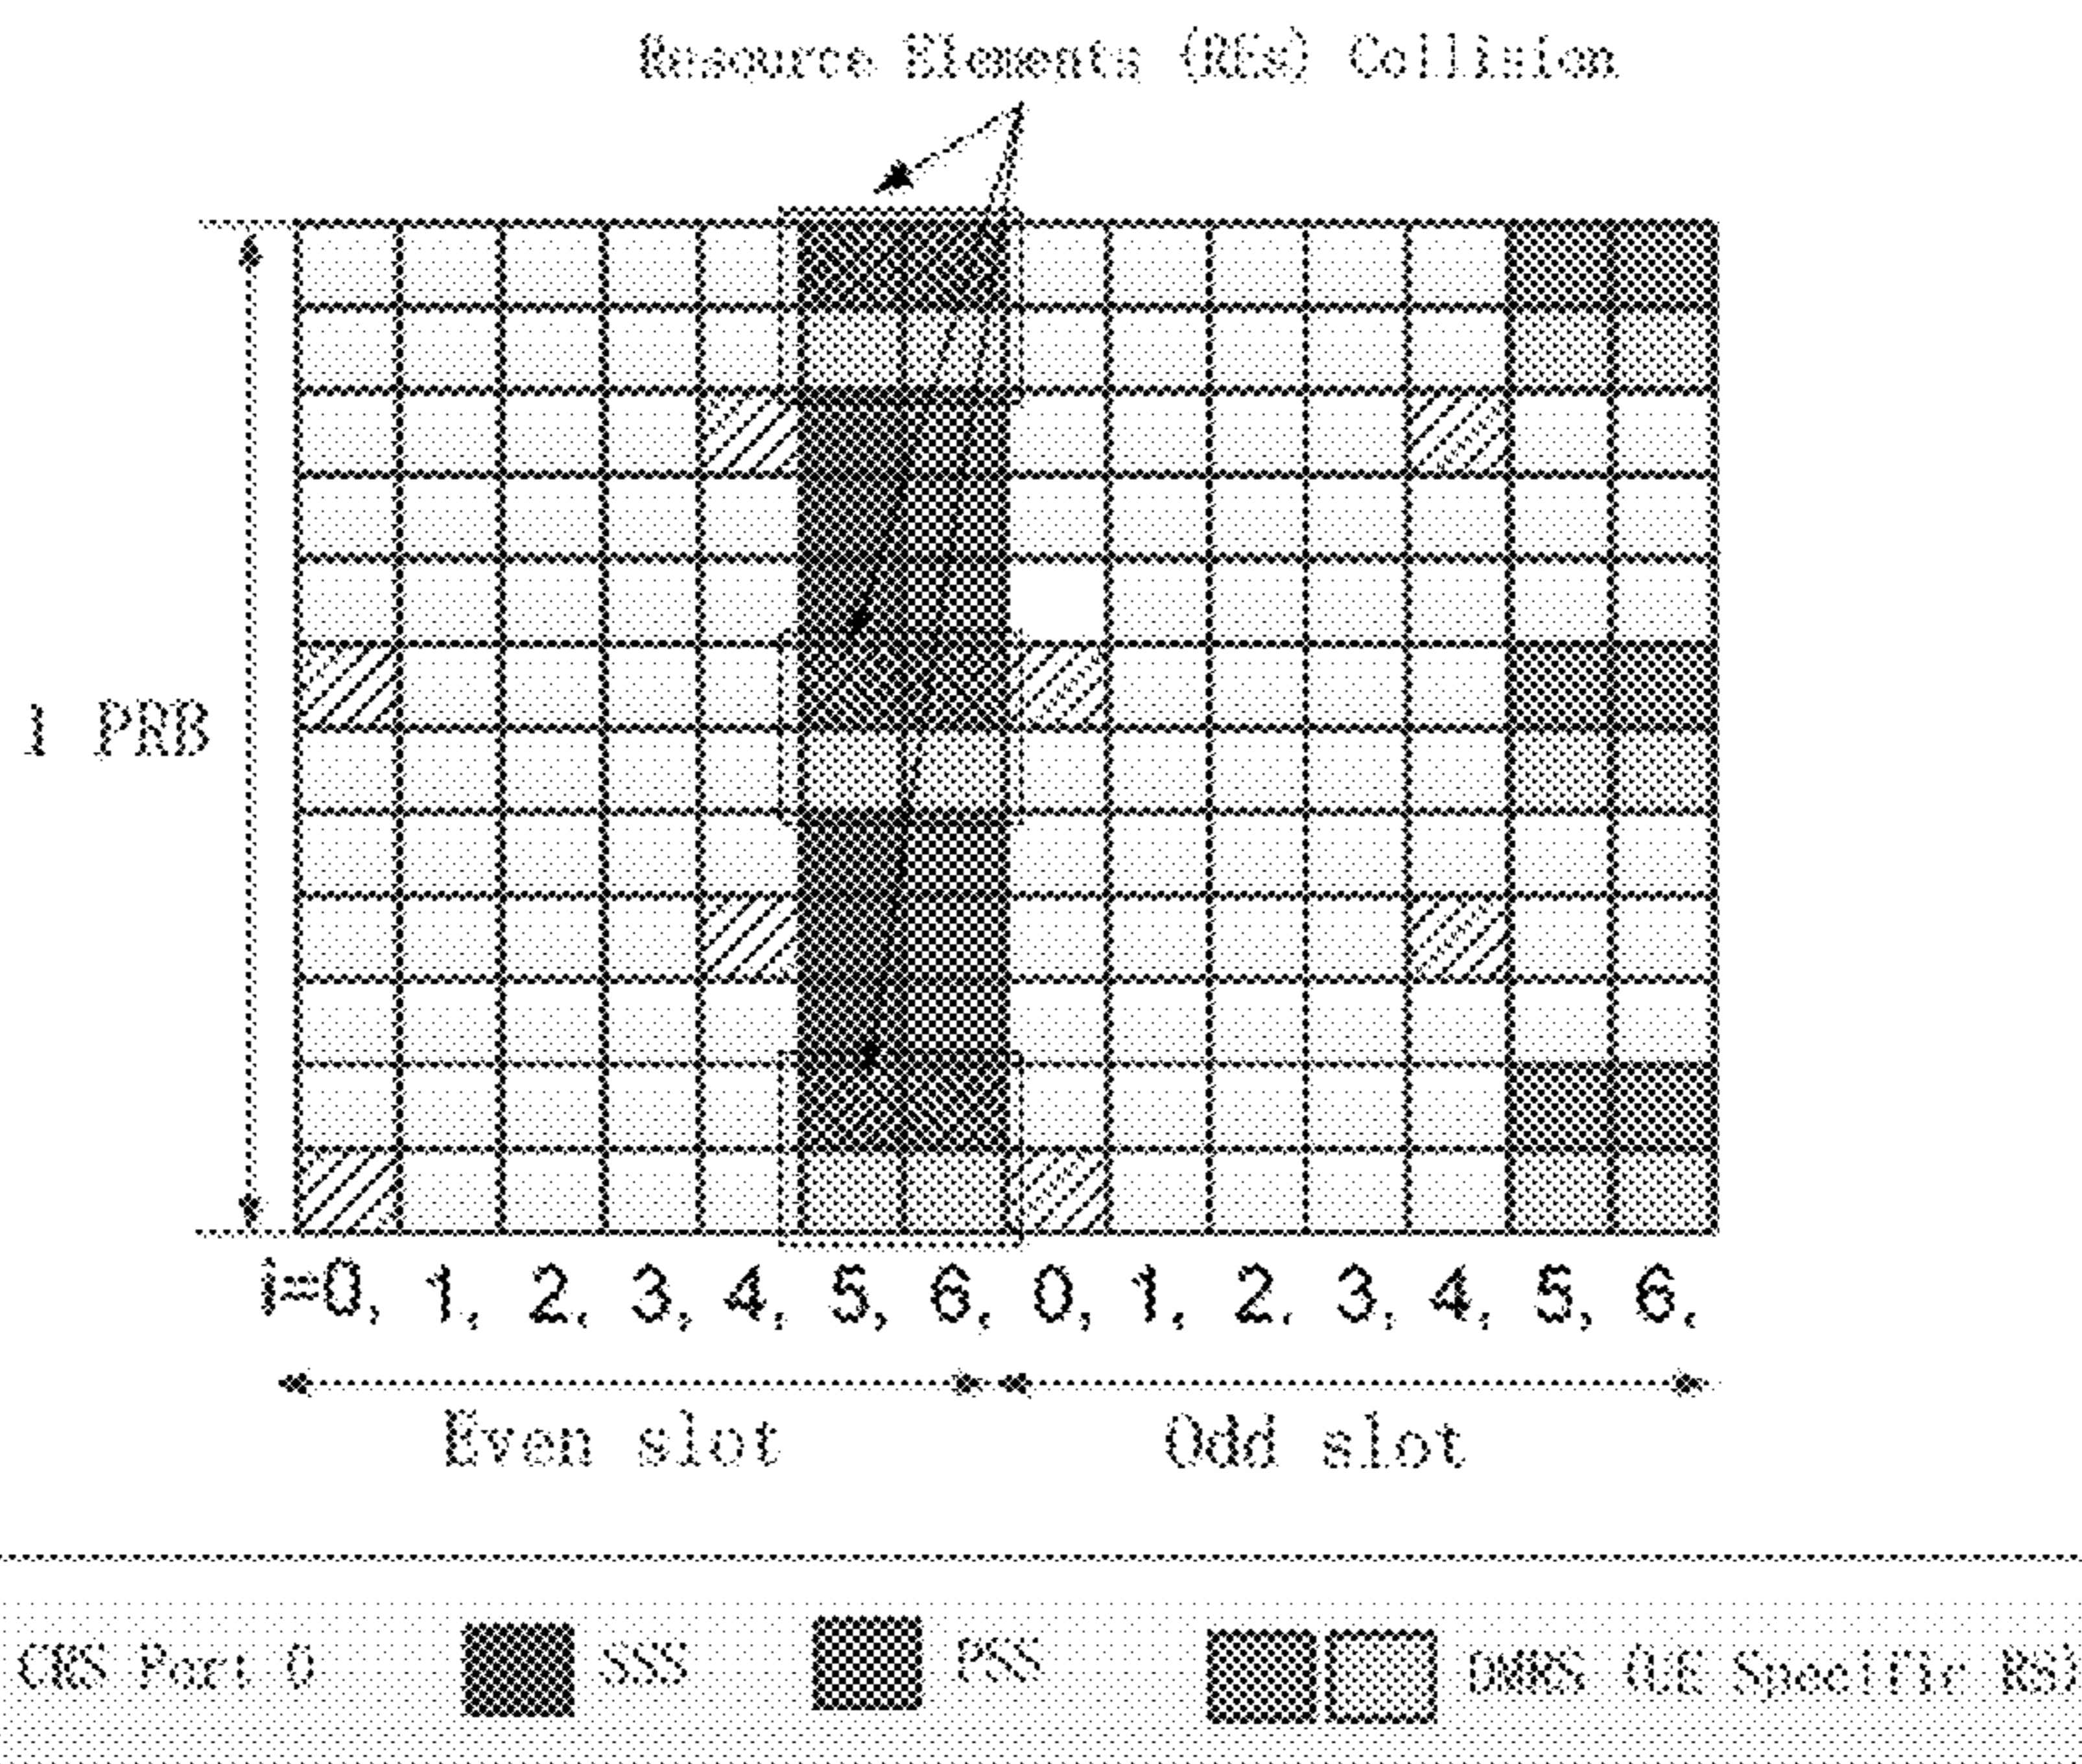 Resource Elements (REs) Collision
1 PRB
i=0, 1, 2, 3, 4, 5, 6, 0, 1, 2, 3, 4, 5, 6,
Even slot Odd slot
CRS Port 0 SSS PSS DMRS (UE Specific RS)